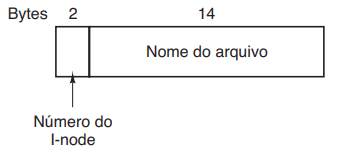 Bytes 2 14
Nome do arquivo
Número do
I-node